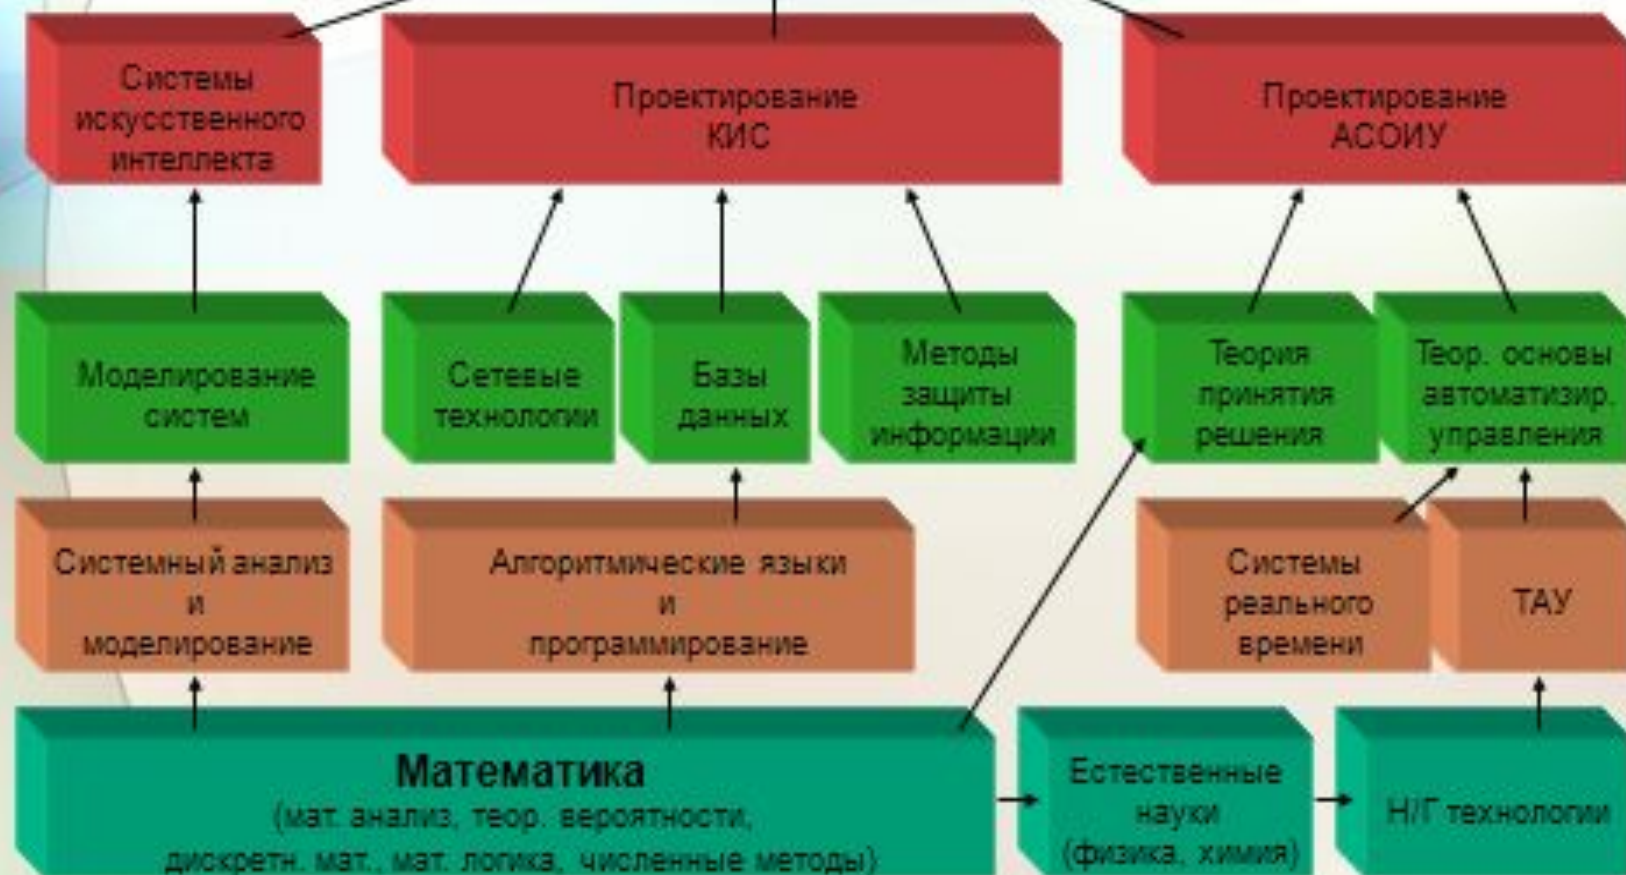 Системы
искусственного
интеллекта
Проектирование
КИС
Проектирование
АСОИУ
Моделирование
систем
Сетевые
технологии
Базы
данных
Методы
защиты
информации
Теория
принятия
решения
Теор. основы
автоматизир.
управления
Системный анализ
и
моделирование
Алгоритмические языки
и
программирование
Системы
реального
времени
ТАУ
Математика
(мат. анализ, теор. вероятности,
дискретн. мат., мат. логика, численные методы)
Естественные
науки
(физика, химия)
Н/Г технологии